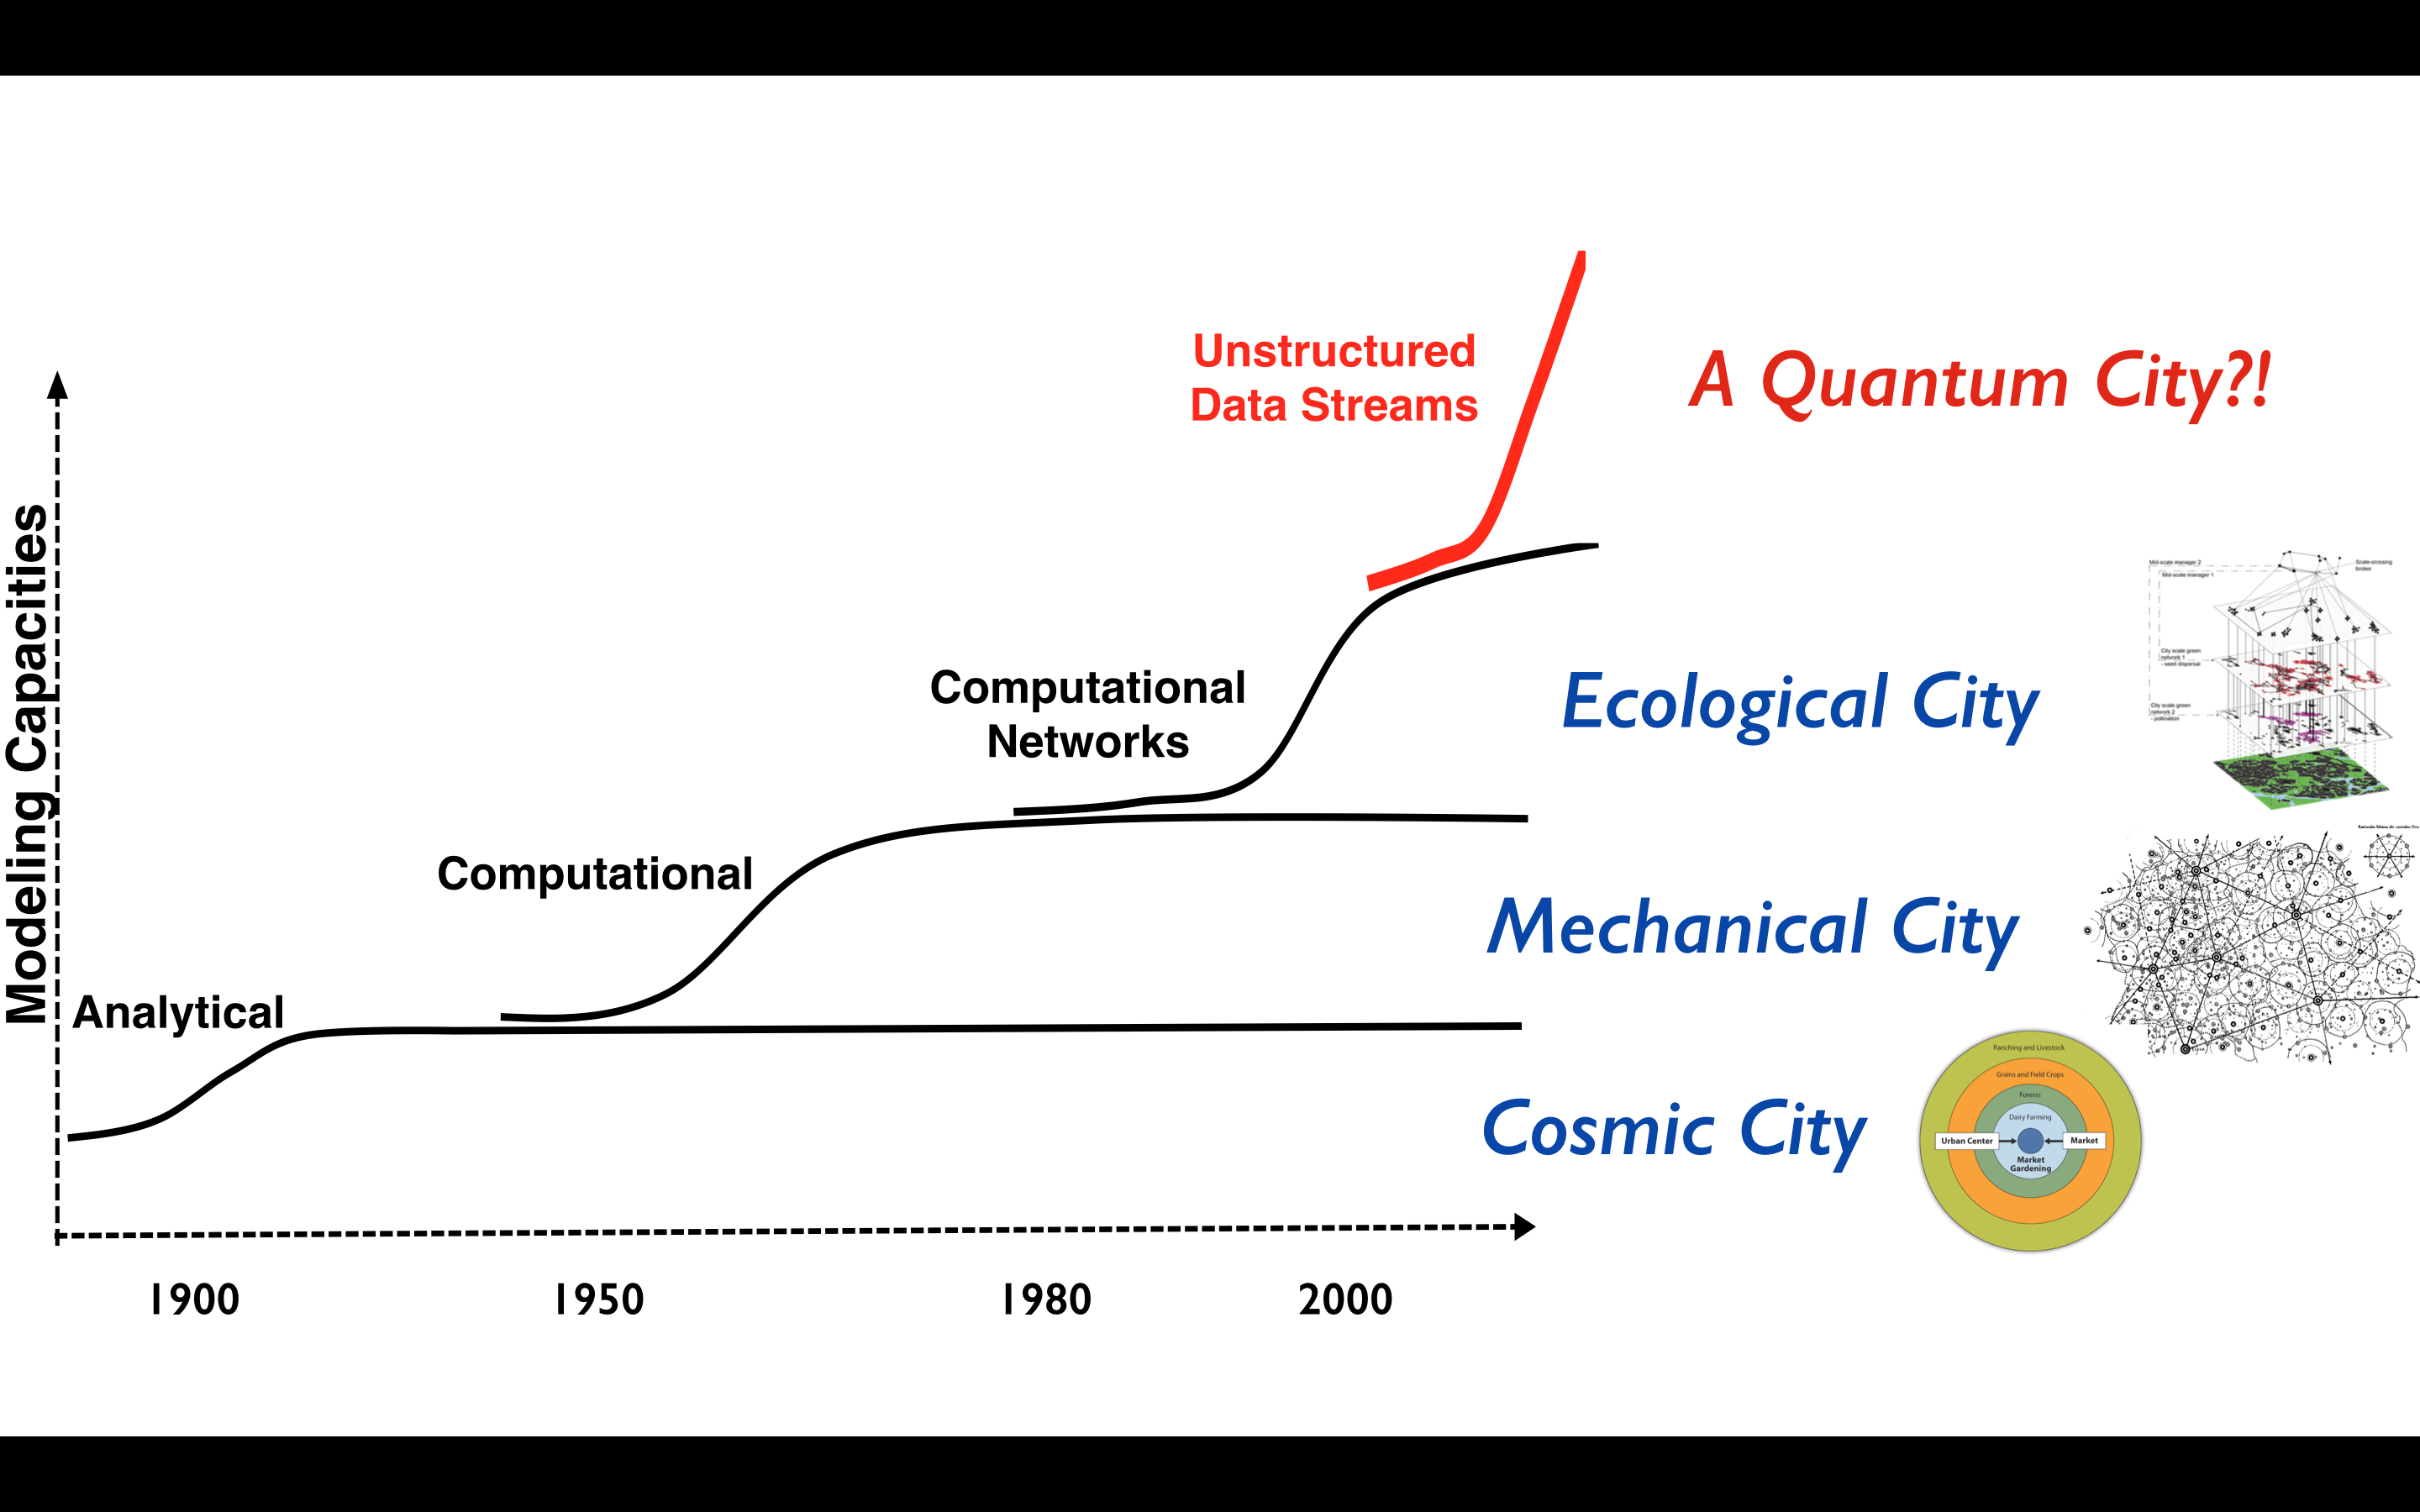 Unstructured
Data Streams
A Quantum City?!
Modeling Capacities
Computational
Networks
Ecological City
Mid-scale manager 2
Mid-scale manager 1
Scale-crossing
broker
City scale green
network 1
- seed dispersal
City scale green
network 2
- pollination
Computational
Mechanical City
Analytical
Cosmic City
Ranching and Livestock
Grains and Field Crops
Forests
Dairy Farming
Urban Center
Market
Market
Gardening
1900
1950
1980
2000